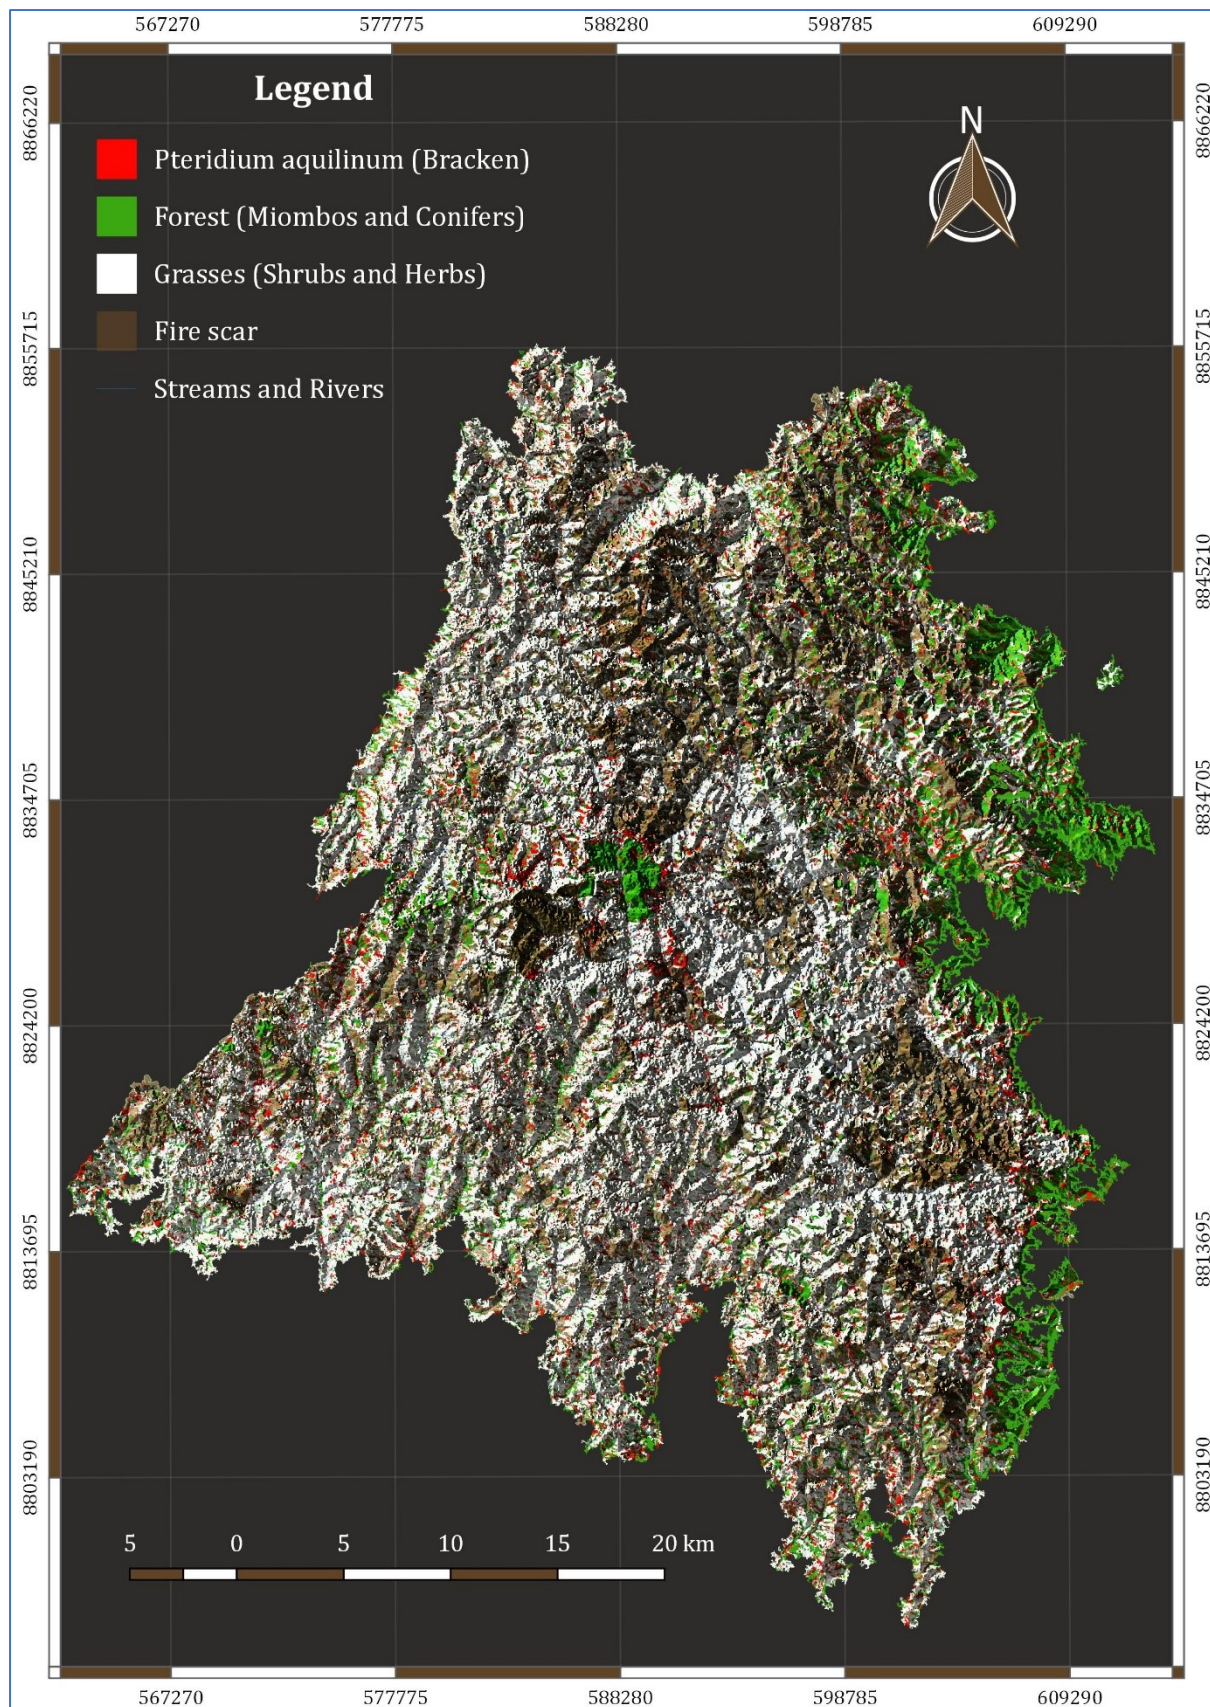 567270 577775 588280 598785 609290
Legend
N
Pteridium aquilinum (Bracken)
Forest (Miombos and Conifers)
Grasses (Shrubs and Herbs)
Fire scar
Streams and Rivers
8866220 8866220
8855715 8855715
8845210 8845210
8834705 8834705
8824200 8824200
8813695 8813695
8803190 8803190
5 0 5 10 15 20 km
567270 577775 588280 598785 609290